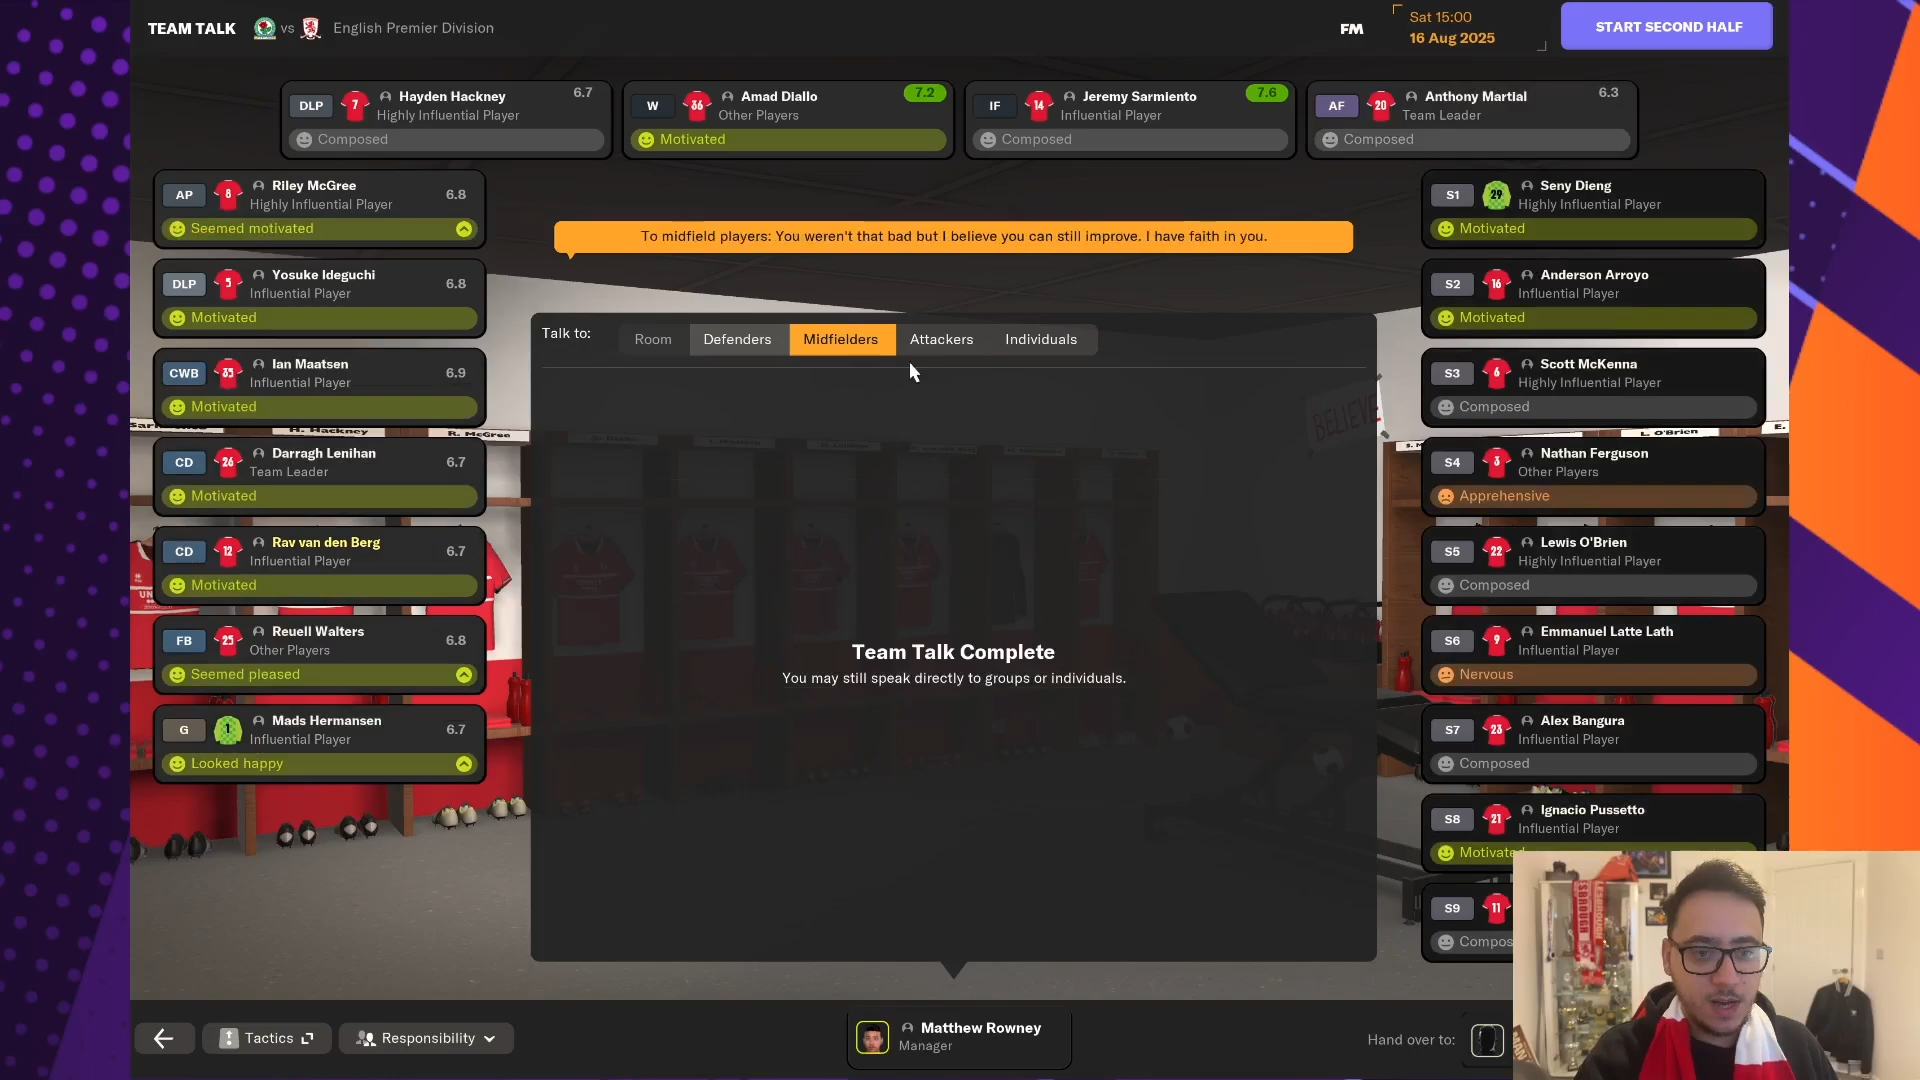 TEAM TALK
vs
English Premier Division
FM
Sat 15:00
16 Aug 2025
START SECOND HALF
DLP
7
Hayden Hackney
6.7
Highly Influential Player
Composed
W
36
Amad Diallo
7.2
Other Players
Motivated
IF
14
Jeremy Sarmiento
7.6
Influential Player
Composed
AF
20
Anthony Martial
6.3
Team Leader
Composed
AP
8
Riley McGree
6.8
Highly Influential Player
Seemed motivated
DLP
5
Yosuke Ideguchi
6.8
Influential Player
Motivated
CWB
35
Ian Maatsen
6.9
Influential Player
Motivated
H. Hackney
R. McGree
CD
26
Darragh Lenihan
6.7
Team Leader
Motivated
CD
12
Rav van den Berg
6.7
Influential Player
Motivated
FB
25
Reuell Walters
6.8
Other Players
Seemed pleased
G
1
Mads Hermansen
6.7
Influential Player
Looked happy
To midfield players: You weren't that bad but I believe you can still improve. I have faith in you.
Talk to:
Room
Defenders
Midfielders
Attackers
Individuals
BELIEVE
Team Talk Complete
You may still speak directly to groups or individuals.
S1
29
Seny Dieng
Highly Influential Player
Motivated
S2
16
Anderson Arroyo
Influential Player
Motivated
S3
6
Scott McKenna
Highly Influential Player
Composed
L. O'Brien
S4
3
Nathan Ferguson
Other Players
Apprehensive
S5
22
Lewis O'Brien
Highly Influential Player
Composed
S6
9
Emmanuel Latte Lath
Influential Player
Nervous
S7
23
Alex Bangura
Influential Player
Composed
S8
21
Ignacio Pussetto
Influential Player
Motivate
S9
11
Compos
Tactics
Responsibility
Matthew Rowney
Manager
Hand over to: